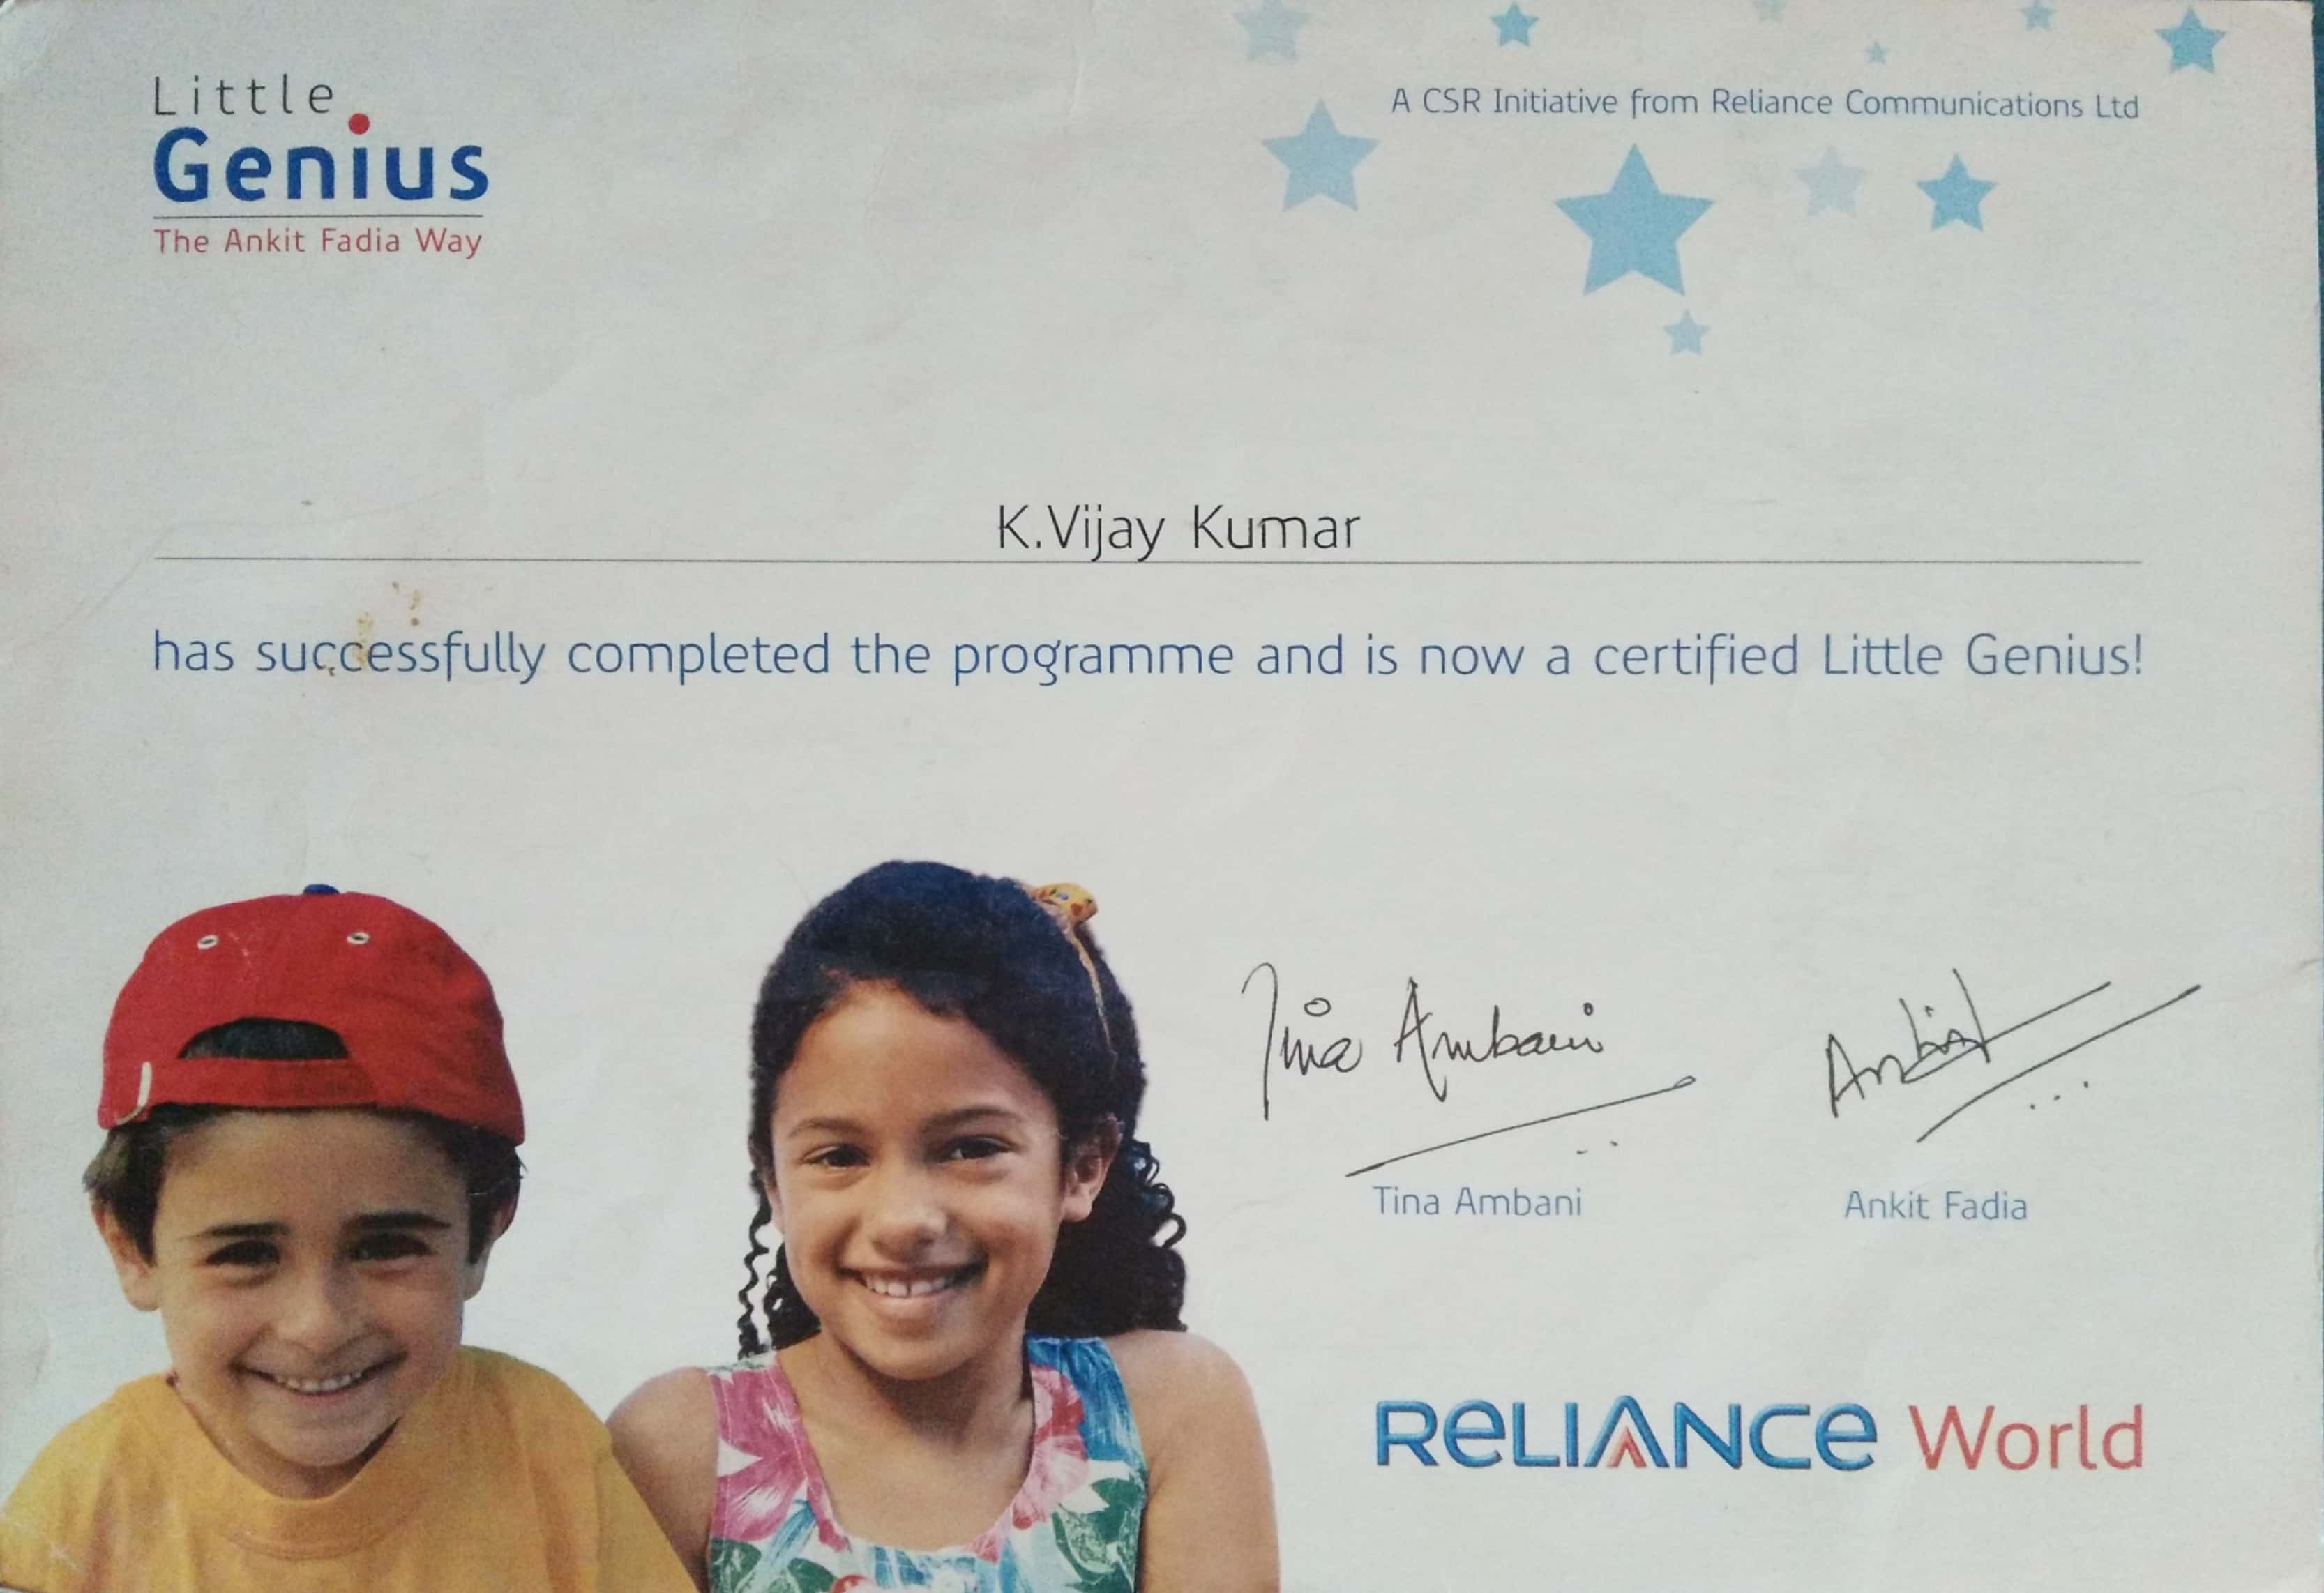 Little
Genius
The Ankit Fadia Way
A CSR Initiative from Reliance Communications Ltd
K.Vijay Kumar
has successfully completed the programme and is now a certified Little Genius!
Tina Ambani
Ankit
Tina Ambani
Ankit Fadia
RELIANCE World